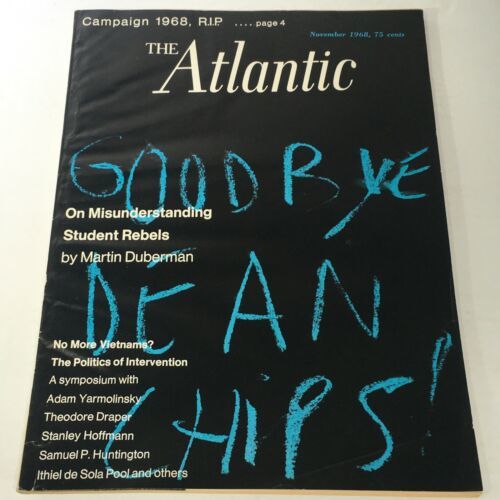 Campaign 1968, R.I.P .... page 4
November 1968, 75 cents
THE Atlantic
GOODBYE
On Misunderstanding
Student Rebels
by Martin Duberman
DEAN
No More Vietnams?
The Politics of Intervention
A symposium with
Adam Yarmolinsky
Theodore Draper
Stanley Hoffmann
Samuel P. Huntington
Ithiel de Sola Pool and others
CHIPS!